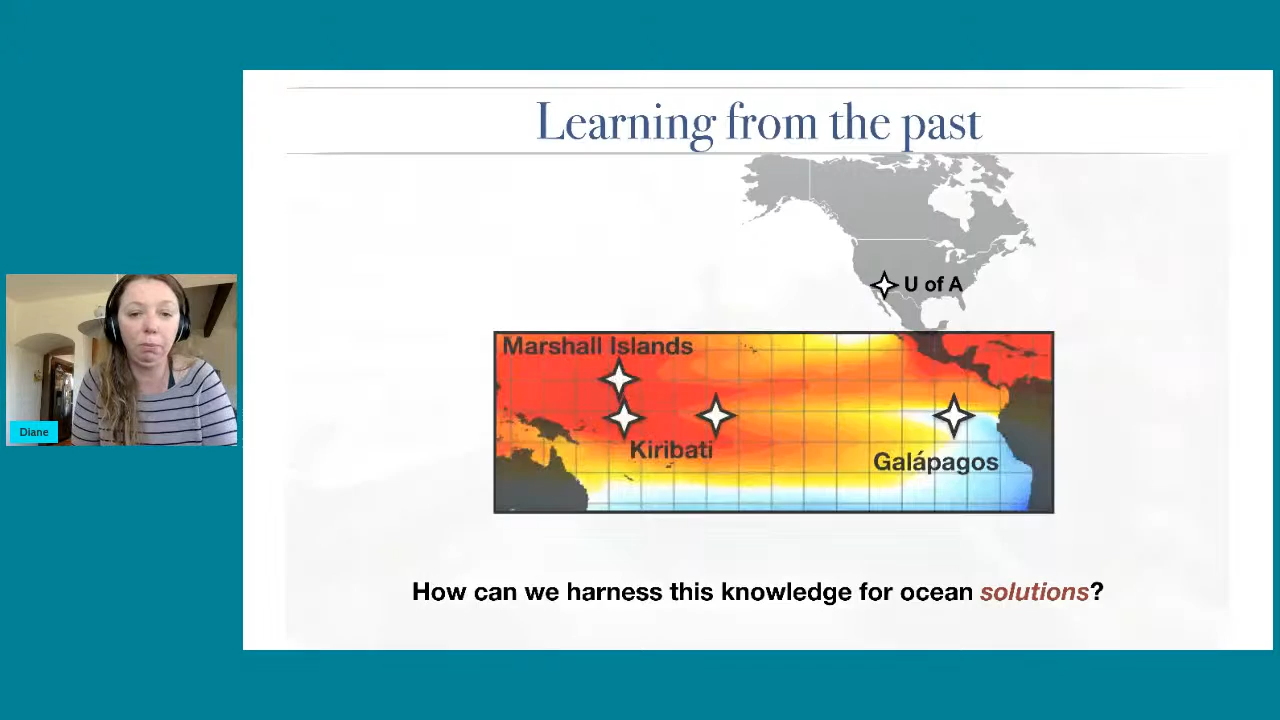 Learning from the past
U of A
Marshall Islands
Kiribati
Galápagos
How can we harness this knowledge for ocean solutions?
Diane